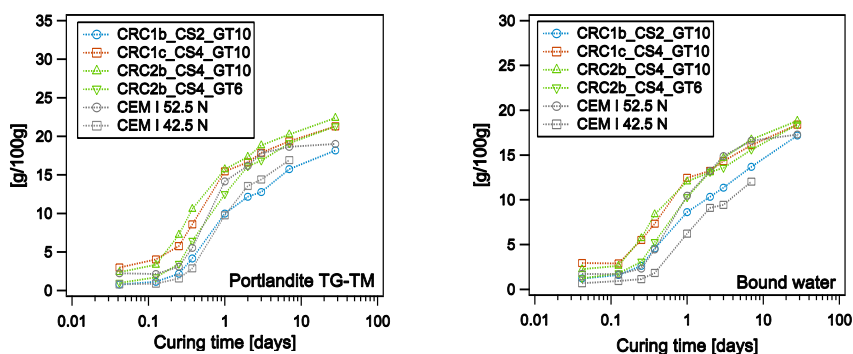 35
30
25
20
15
10
5
0
[g/100g]
CRC1b_CS2_GT10
CRC1c_CS4_GT10
CRC2b_CS4_GT10
CRC2b_CS4_GT6
CEM I 52.5 N
CEM I 42.5 N
Portlandite TG-TM
0.01 0.1 1 10 100
Curing time [days]
30
25
20
15
10
5
0
[g/100g]
CRC1b_CS2_GT10
CRC1c_CS4_GT10
CRC2b_CS4_GT10
CRC2b_CS4_GT6
CEM I 52.5 N
CEM I 42.5 N
Bound water
0.01 0.1 1 10 100
Curing time [days]